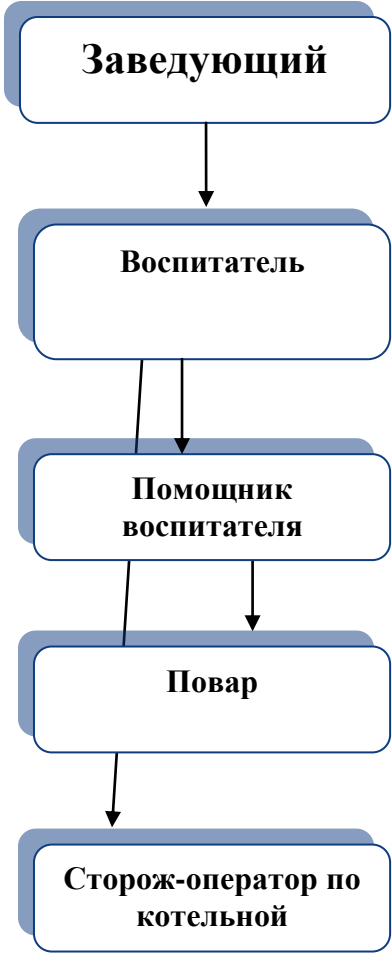 Заведующий
Воспитатель
Помощник
воспитателя
Повар
Сторож-оператор по
котельной